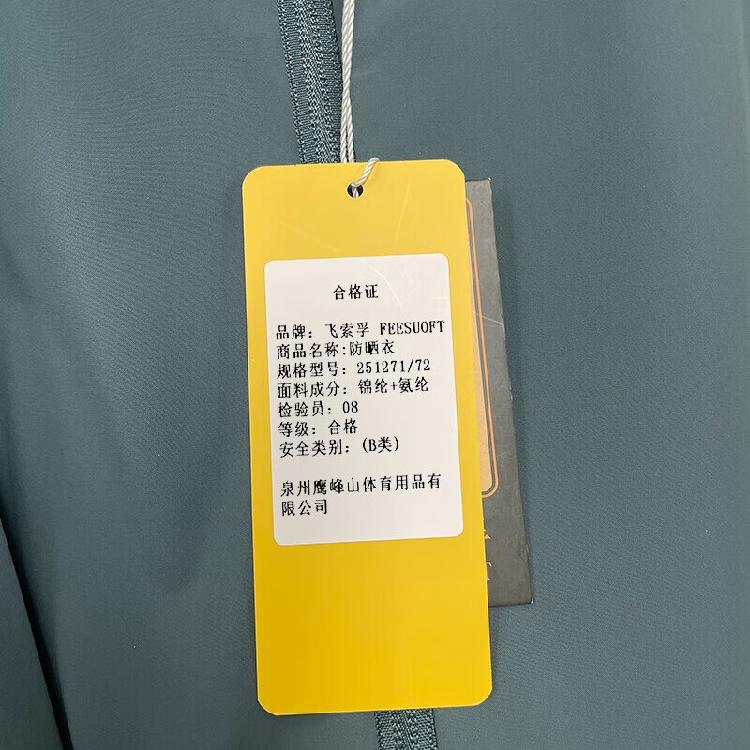 合格证
品牌：飞索孚 FEESUOFT
商品名称:防晒衣
规格型号：251271/72
面料成分：锦纶+氨纶
检验员：08
等级：合格
安全类别：(B类)
泉州鹰峰山体育用品有
限公司